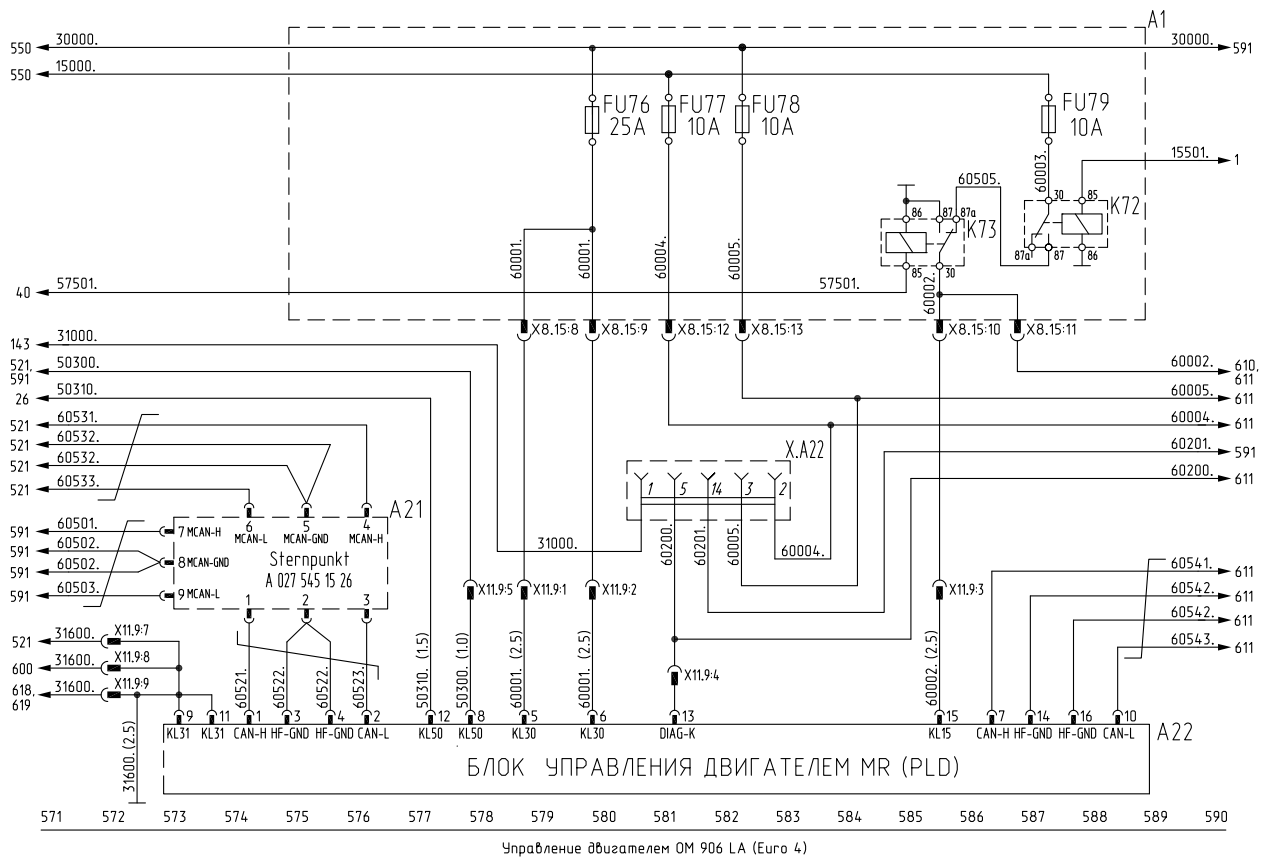 A1
550 30000. 30000. 591
550 15000.
FU76 25A
FU77 10A
FU78 10A
FU79 10A
60003.
15501. 1
60505.
30 85
K72
87a 87 86
86 87 87a
K73
85 30
60001. 60001. 60004. 60005. 60002.
40 57501. 57501.
X8.15:8 X8.15:9 X8.15:12 X8.15:13 X8.15:10 X8.15:11
143 31000.
521, 591 50300.
60002. 610, 611
26 50310.
60005. 611
521 60531.
60004. 611
521 60532.
60201. 591
521 60532.
X.A22
60200. 611
521 60533.
1 5 14 3 2
A21
6 5 4
MCAN-L MCAN-GND MCAN-H
591 60501. 7 MCAN-H
591 60502.
8 MCAN-GND
591 60502.
591 60503. 9 MCAN-L
Sternpunkt
A 027 545 15 26
1 2 3
31000.
60200. 60201. 60005.
60004.
X11.9:5 X11.9:1 X11.9:2 X11.9:3
60541. 611
60542. 611
60542. 611
60543. 611
521 31600. X11.9:7
600 31600. X11.9:8
618, 619 31600. X11.9:9
31600. (2.5)
60521. 60522. 60522. 60523. 50310. (1.5) 50300. (1.0) 60001. (2.5) 60001. (2.5) 60002. (2.5)
X11.9:4
9 11 1 3 4 2 12 8 5 6 13 15 7 14 16 10
KL31 KL31 CAN-H HF-GND HF-GND CAN-L KL50 KL50 KL30 KL30 DIAG-K KL15 CAN-H HF-GND HF-GND CAN-L
A22
БЛОК УПРАВЛЕНИЯ ДВИГАТЕЛЕМ MR (PLD)
571 572 573 574 575 576 577 578 579 580 581 582 583 584 585 586 587 588 589 590
Управление двигателем OM 906 LA (Euro 4)